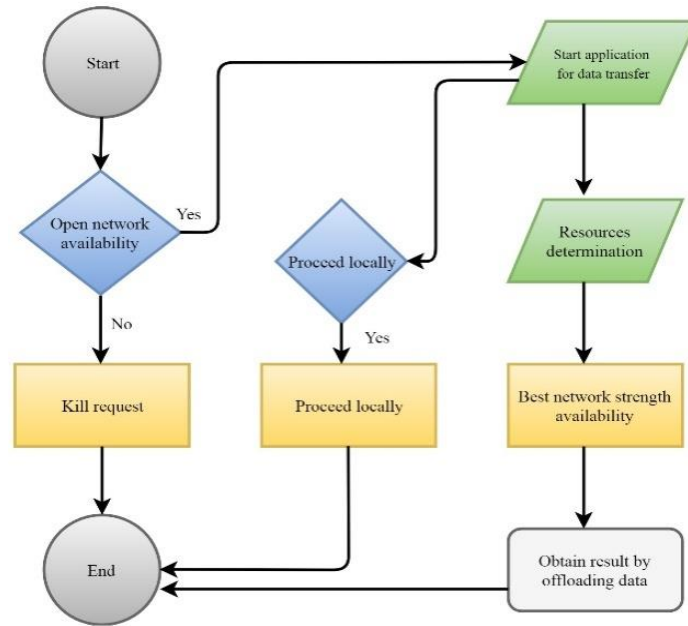 Start
Start application
for data transfer
Yes
Open network
availability
Proceed locally
Resources
determination
No
Yes
Kill request
Proceed locally
Best network strength
availability
End
Obtain result by
offloading data